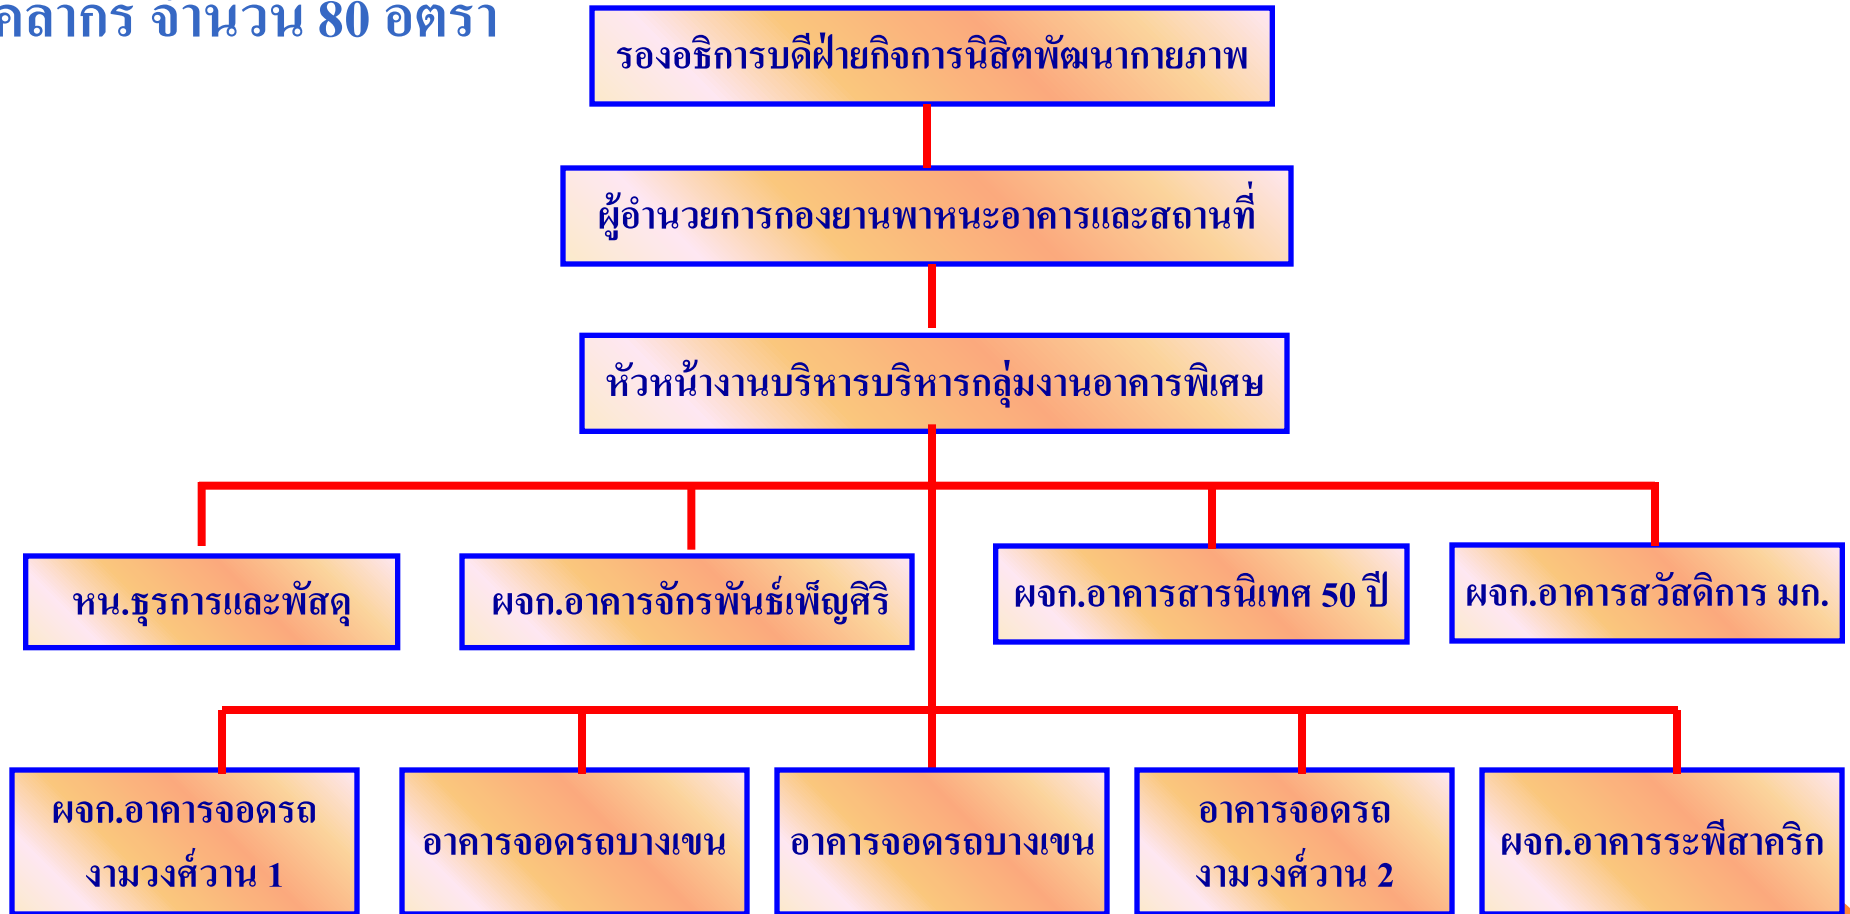 คลากร จำนวน 80 อตรา
รองอธิการบดีฝ่ายกิจการนิสิตพัฒนากายภาพ
ผู้อำนวยการกองยานพาหนะอาคารและสถานที่
หัวหน้างานบริหารบริหารกลุ่มงานอาคารพิเศษ
หน.ธุรการและพัสดุ
ผจก.อาคารจักรพันธ์เพ็ญศิริ
ผจก.อาคารสารนิเทศ 50 ปี
ผจก.อาคารสวัสดิการ มก.
ผจก.อาคารจอดรถ
งามวงศ์วาน 1
อาคารจอดรถบางเขน
อาคารจอดรถบางเขน
อาคารจอดรถ
งามวงศ์วาน 2
ผจก.อาคารระพีสาคริก